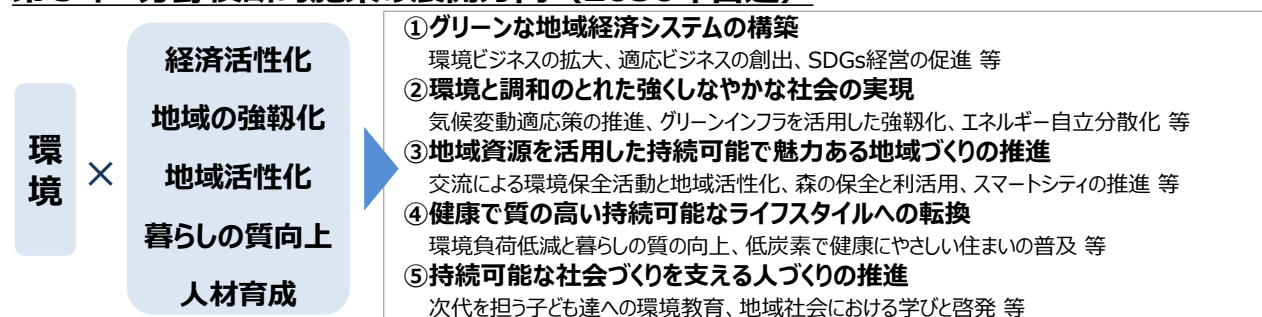 環境
×
経済活性化
地域の強靱化
地域活性化
暮らしの質向上
人材育成
①グリーンな地域経済システムの構築
環境ビジネスの拡大、適応ビジネスの創出、SDGs経営の促進 等
②環境と調和のとれた強くしなやかな社会の実現
気候変動適応策の推進、グリーンインフラを活用した強靱化、エネルギー自立分散化 等
③地域資源を活用した持続可能で魅力ある地域づくりの推進
交流による環境保全活動と地域活性化、森の保全と利活用、スマートシティの推進 等
④健康で質の高い持続可能なライフスタイルへの転換
環境負荷低減と暮らしの質の向上、低炭素で健康にやさしい住まいの普及 等
⑤持続可能な社会づくりを支える人づくりの推進
次代を担う子ども達への環境教育、地域社会における学びと啓発 等